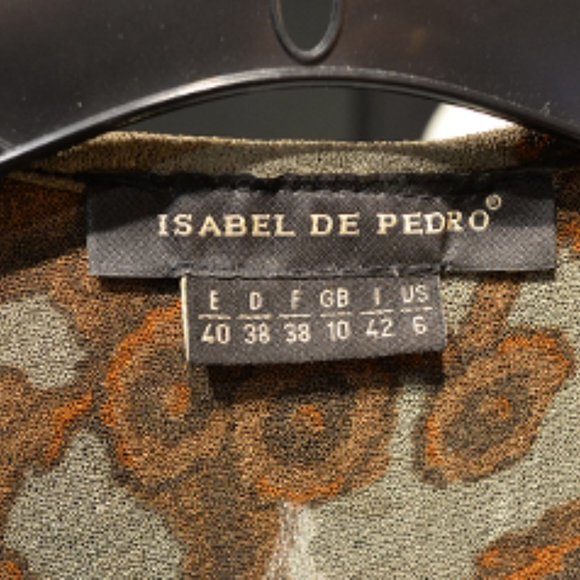 ISABEL DE PEDRO®
E D F GB I US
40 38 38 10 42 6